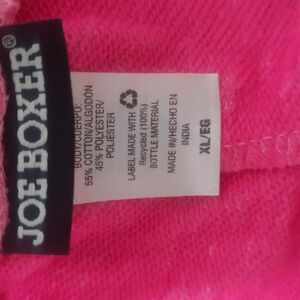 JOE BOXER®
BODY/CUERPO:
55% COTTON/ALGODÓN
45% POLYESTER/
POLIÉSTER
LABEL MADE WITH
Recycled (100%)
BOTTLE MATERIAL
MADE IN/HECHO EN
INDIA
XL/EG